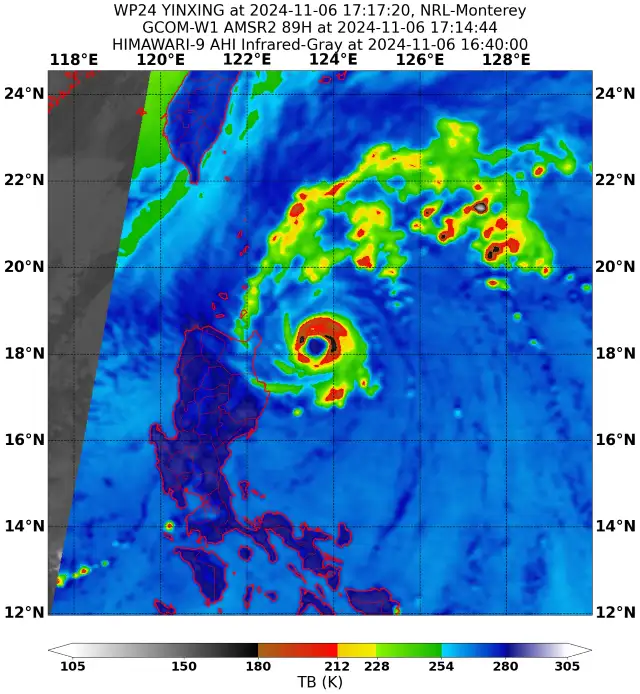 WP24 YINXING at 2024-11-06 17:17:20, NRL-Monterey
GCOM-W1 AMSR2 89H at 2024-11-06 17:14:44
HIMAWARI-9 AHI Infrared-Gray at 2024-11-06 16:40:00
118°E 120°E 122°E 124°E 126°E 128°E
24°N 24°N
22°N 22°N
20°N 20°N
18°N 18°N
16°N 16°N
14°N 14°N
12°N 12°N
105 150 180 212 228 254 280 305
TB (K)